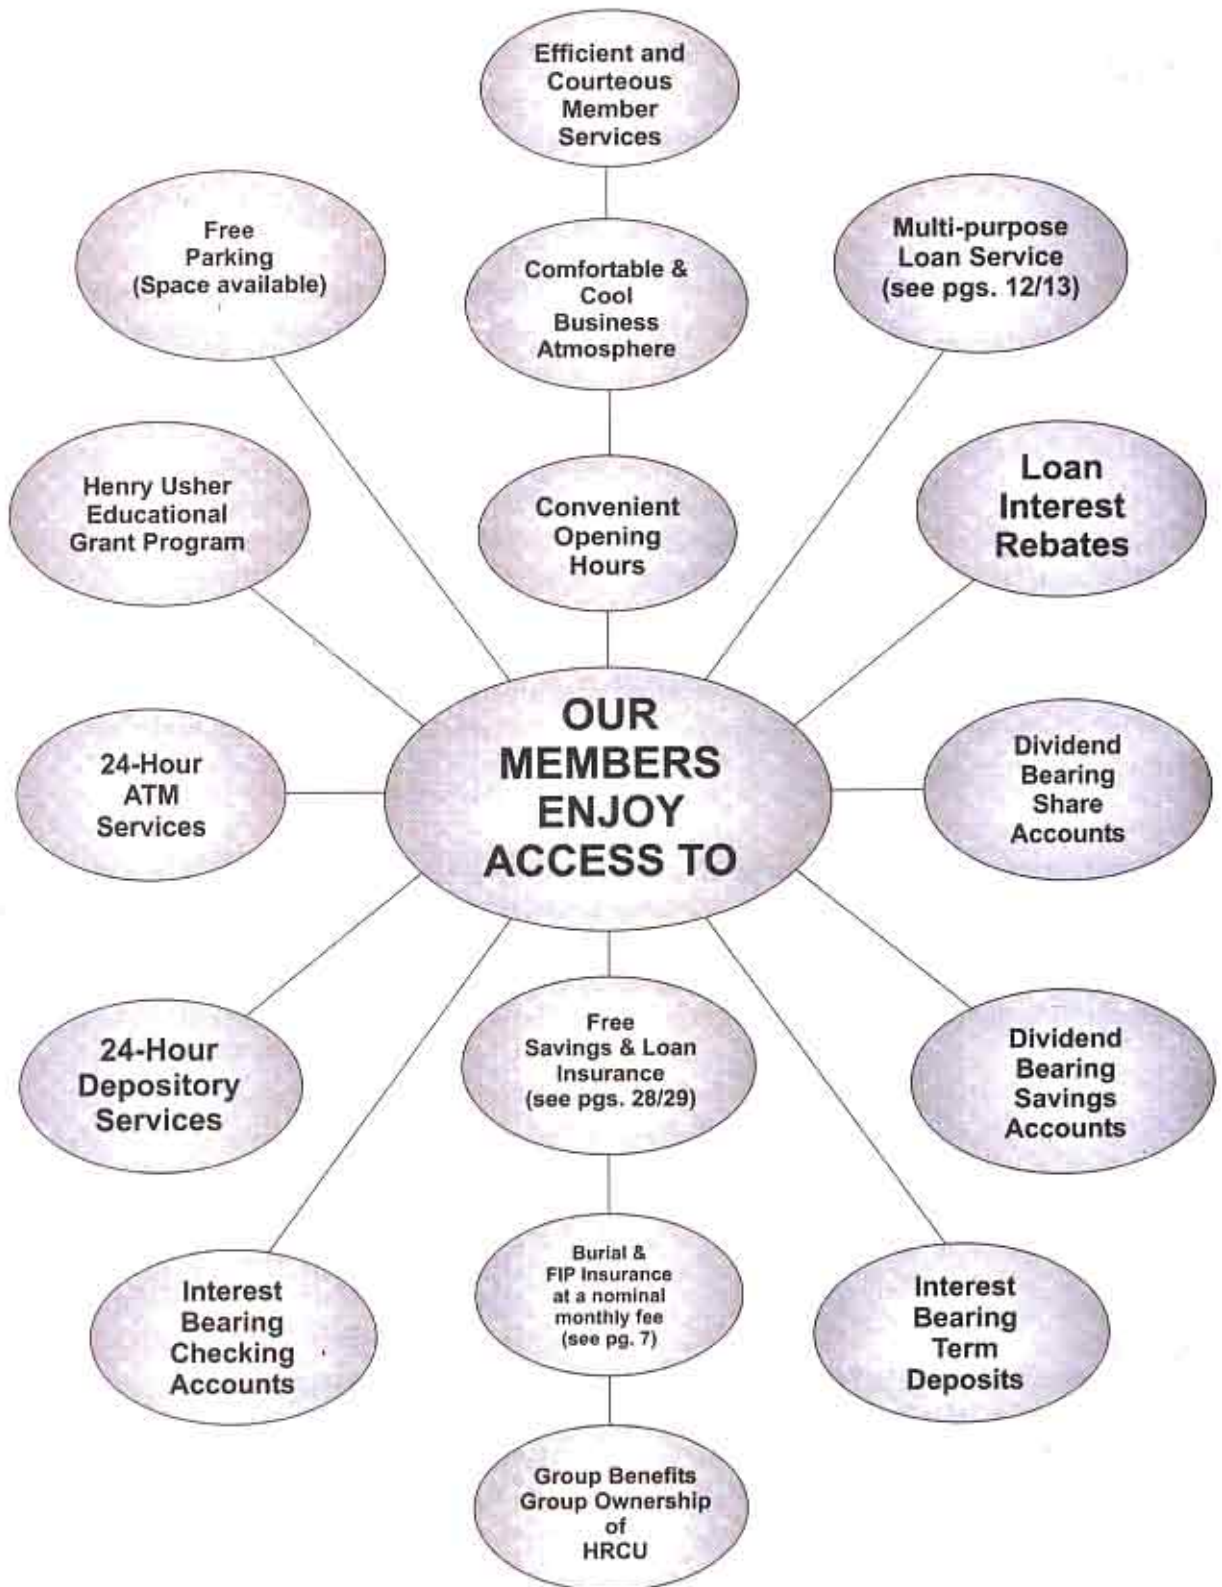 Efficient and
Courteous
Member
Services
Free
Parking
(Space available)
Comfortable &
Cool
Business
Atmosphere
Multi-purpose
Loan Service
(see pgs. 12/13)
Henry Usher
Educational
Grant Program
Convenient
Opening
Hours
Loan
Interest
Rebates
OUR
MEMBERS
ENJOY
ACCESS TO
24-Hour
ATM
Services
Dividend
Bearing
Share
Accounts
24-Hour
Depository
Services
Free
Savings & Loan
Insurance
(see pgs. 28/29)
Dividend
Bearing
Savings
Accounts
Interest
Bearing
Checking
Accounts
Burial &
FIP Insurance
at a nominal
monthly fee
(see pg. 7)
Interest
Bearing
Term
Deposits
Group Benefits
Group Ownership
of
HRCU